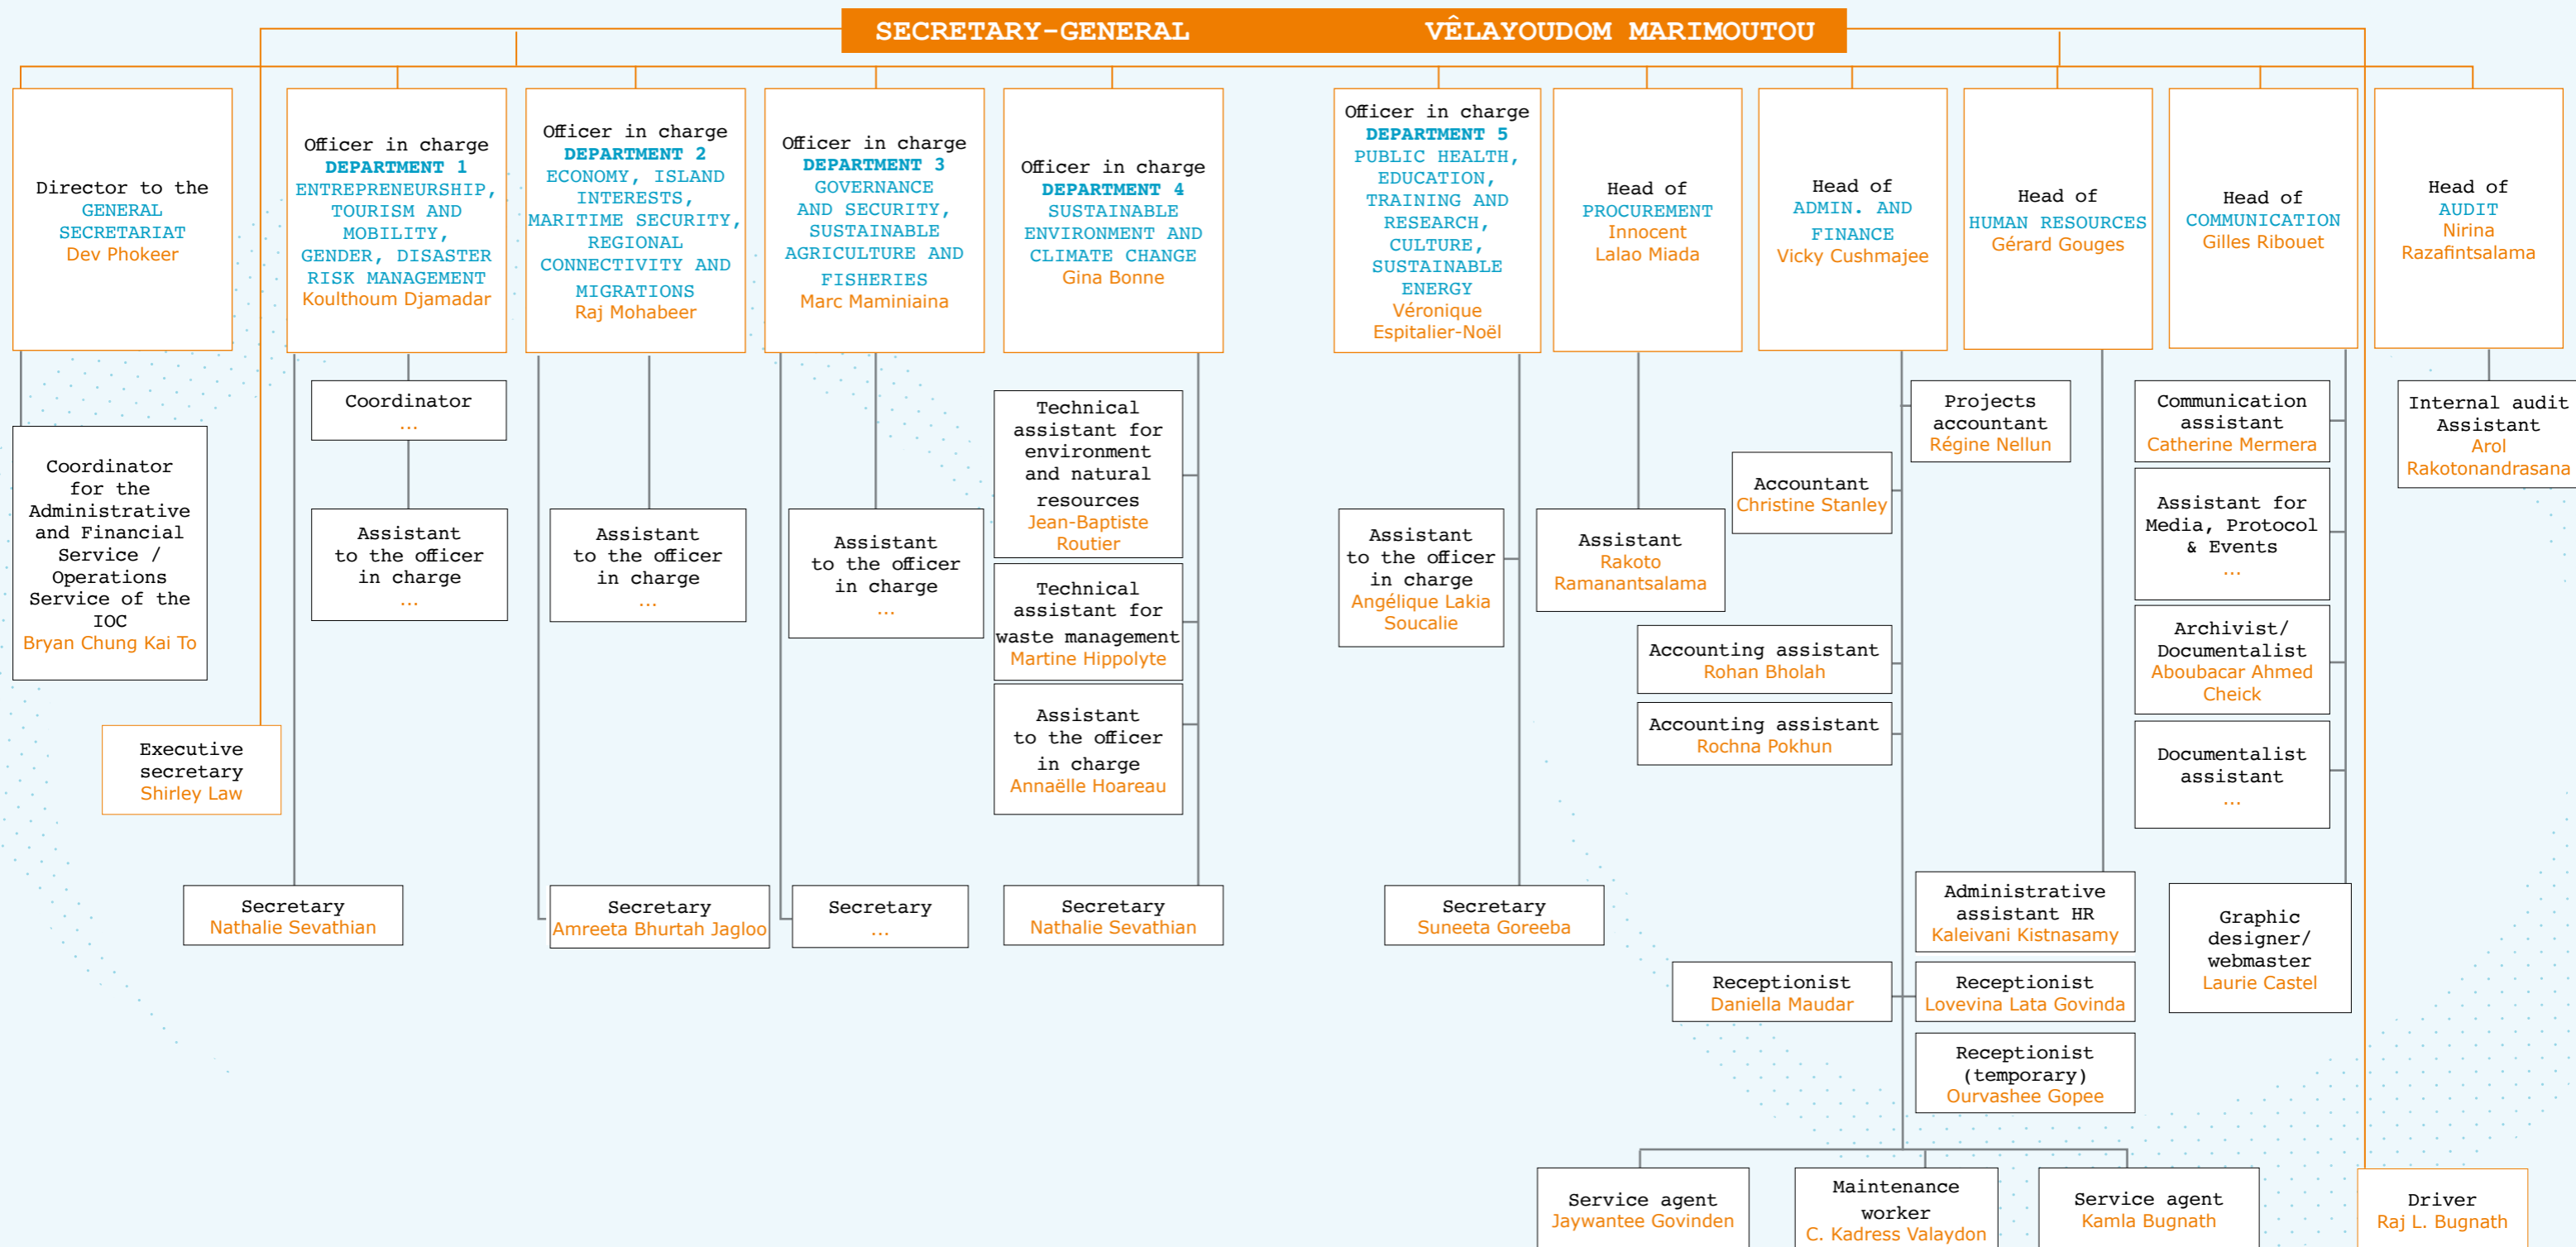 SECRETARY-GENERAL VÊLAYOUDOM MARIMOUTOU
Director to the
GENERAL
SECRETARIAT
Dev Phokeer
Officer in charge
DEPARTMENT 1
ENTREPRENEURSHIP,
TOURISM AND
MOBILITY,
GENDER, DISASTER
RISK MANAGEMENT
Koulthoum Djamadar
Officer in charge
DEPARTMENT 2
ECONOMY, ISLAND
INTERESTS,
MARITIME SECURITY,
REGIONAL
CONNECTIVITY AND
MIGRATIONS
Raj Mohabeer
Officer in charge
DEPARTMENT 3
GOVERNANCE
AND SECURITY,
SUSTAINABLE
AGRICULTURE AND
FISHERIES
Marc Maminiaina
Officer in charge
DEPARTMENT 4
SUSTAINABLE
ENVIRONMENT AND
CLIMATE CHANGE
Gina Bonne
Officer in charge
DEPARTMENT 5
PUBLIC HEALTH,
EDUCATION,
TRAINING AND
RESEARCH,
CULTURE,
SUSTAINABLE
ENERGY
Véronique
Espitalier-Noël
Head of
PROCUREMENT
Innocent
Lalao Miada
Head of
ADMIN. AND
FINANCE
Vicky Cushmajee
Head of
HUMAN RESOURCES
Gérard Gouges
Head of
COMMUNICATION
Gilles Ribouet
Head of
AUDIT
Nirina
Razafintsalama
Coordinator
for the
Administrative
and Financial
Service /
Operations
Service of the
IOC
Bryan Chung Kai To
Executive
secretary
Shirley Law
Coordinator
...
Assistant
to the officer
in charge
...
Secretary
Nathalie Sevathian
Assistant
to the officer
in charge
...
Secretary
Amreeta Bhurtah Jagloo
Assistant
to the officer
in charge
...
Secretary
...
Technical
assistant for
environment
and natural
resources
Jean-Baptiste
Routier
Technical
assistant for
waste management
Martine Hippolyte
Assistant
to the officer
in charge
Annaëlle Hoareau
Secretary
Nathalie Sevathian
Assistant
to the officer
in charge
Angélique Lakia
Soucalie
Secretary
Suneeta Goreeba
Assistant
Rakoto
Ramanantsalama
Projects
accountant
Régine Nellun
Accountant
Christine Stanley
Accounting assistant
Rohan Bholah
Accounting assistant
Rochna Pokhun
Administrative
assistant HR
Kaleivani Kistnasamy
Receptionist
Daniella Maudar
Receptionist
Lovevina Lata Govinda
Receptionist
(temporary)
Ourvashee Gopee
Communication
assistant
Catherine Mermera
Assistant for
Media, Protocol
& Events
...
Archivist/
Documentalist
Aboubacar Ahmed
Cheick
Documentalist
assistant
...
Graphic
designer/
webmaster
Laurie Castel
Internal audit
Assistant
Arol
Rakotonandrasana
Service agent
Jaywantee Govinden
Maintenance
worker
C. Kadress Valaydon
Service agent
Kamla Bugnath
Driver
Raj L. Bugnath